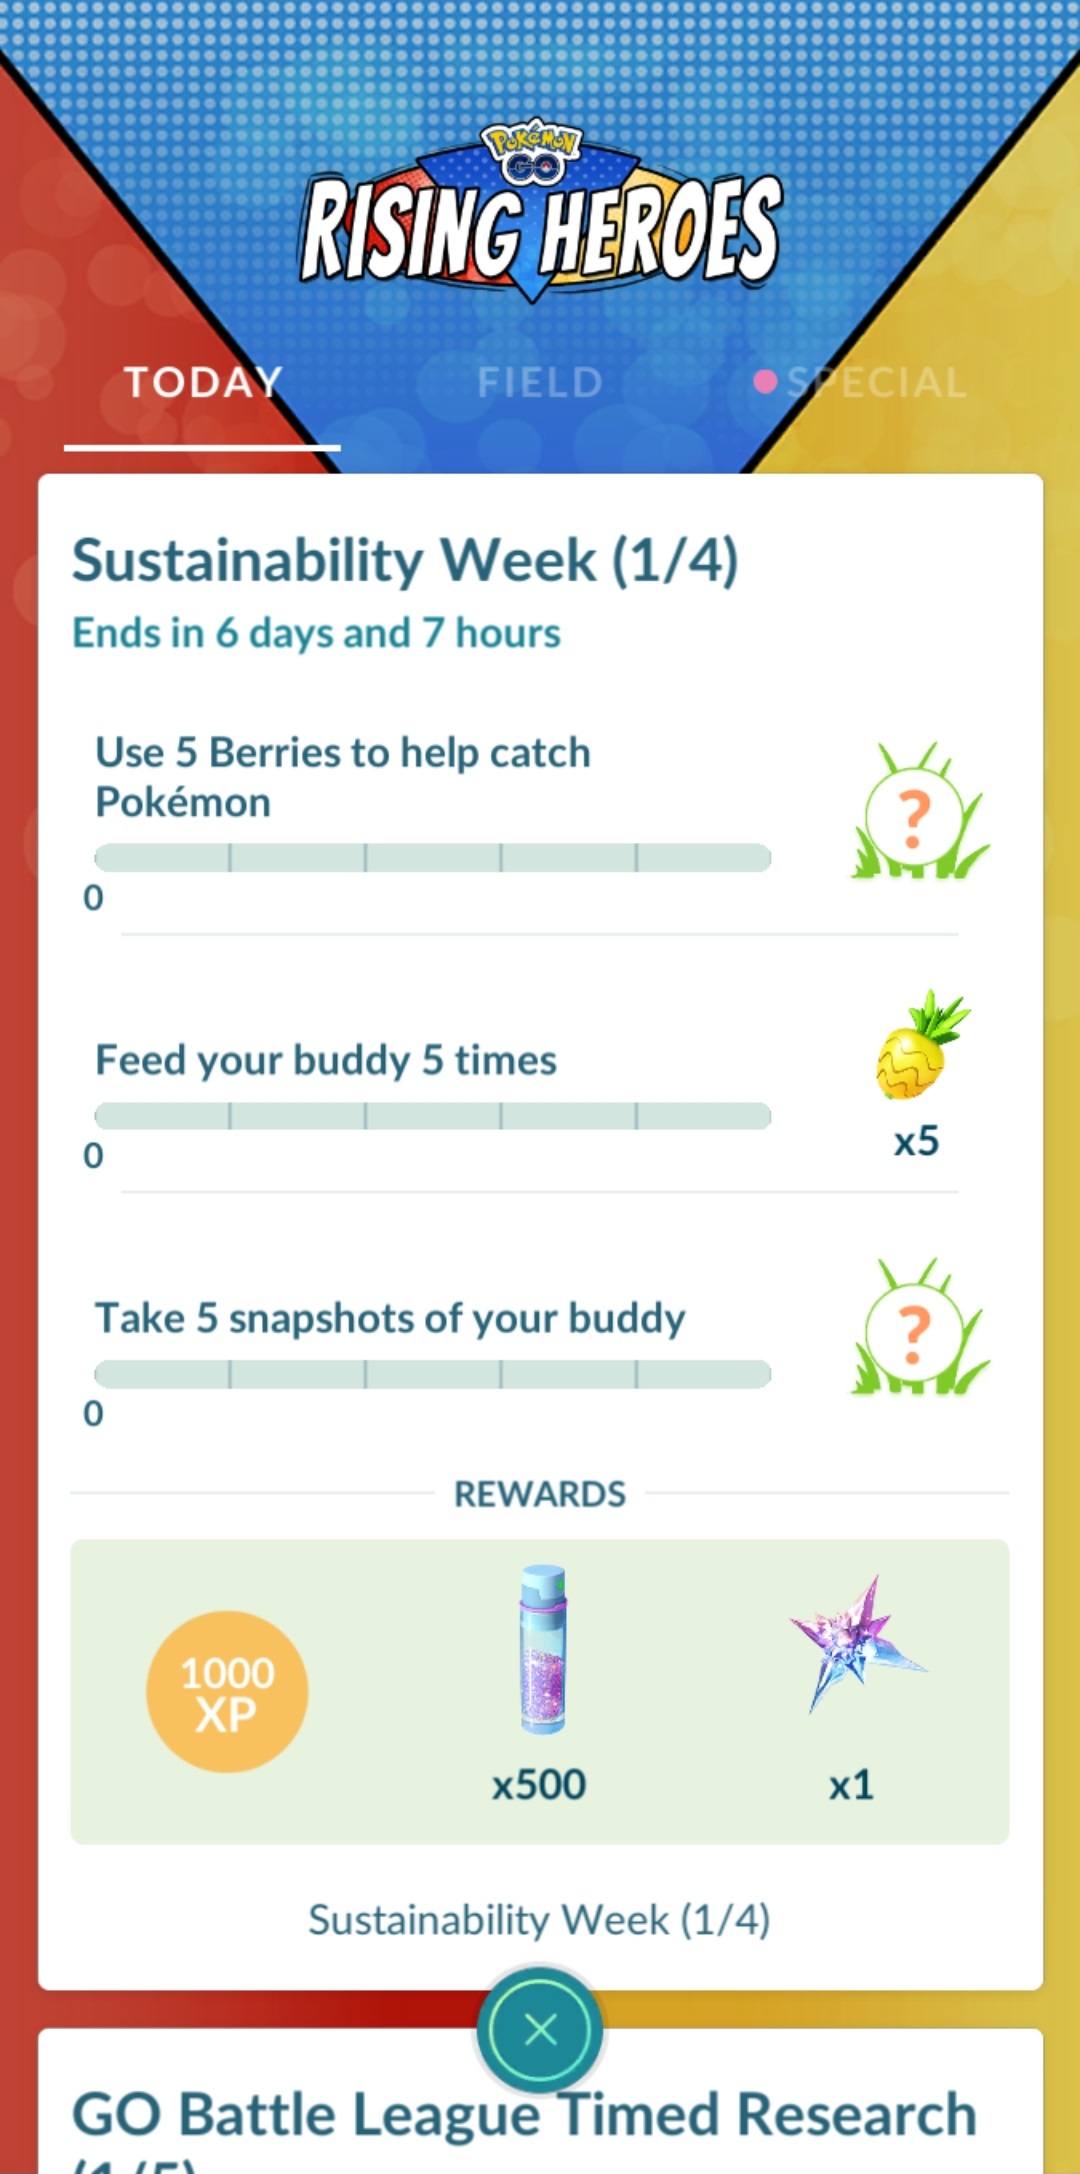 POKéMON
GO
RISING HEROES
TODAY
FIELD
SPECIAL
Sustainability Week (1/4)
Ends in 6 days and 7 hours
Use 5 Berries to help catch
Pokémon
?
0
Feed your buddy 5 times
0
x5
Take 5 snapshots of your buddy
?
0
REWARDS
1000
XP
x500
x1
Sustainability Week (1/4)
GO Battle League Timed Research
(1/5)